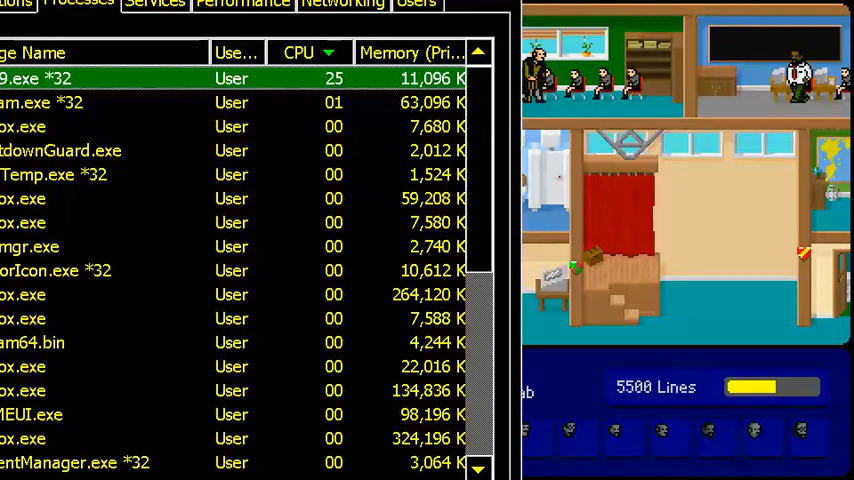 tions Processes Services Performance Networking Users
ge Name Use... CPU Memory (Pri...
9.exe *32 User 25 11,096 K
am.exe *32 User 01 63,096 K
ox.exe User 00 7,680 K
tdownGuard.exe User 00 2,012 K
Temp.exe *32 User 00 1,524 K
ox.exe User 00 59,208 K
ox.exe User 00 7,580 K
mgr.exe User 00 2,740 K
orIcon.exe *32 User 00 10,612 K
ox.exe User 00 264,120 K
ox.exe User 00 7,588 K
am64.bin User 00 4,244 K
ox.exe User 00 22,016 K
ox.exe User 00 134,836 K
MEUI.exe User 00 98,196 K
ox.exe User 00 324,196 K
entManager.exe *32 User 00 3,064 K
ab 5500 Lines